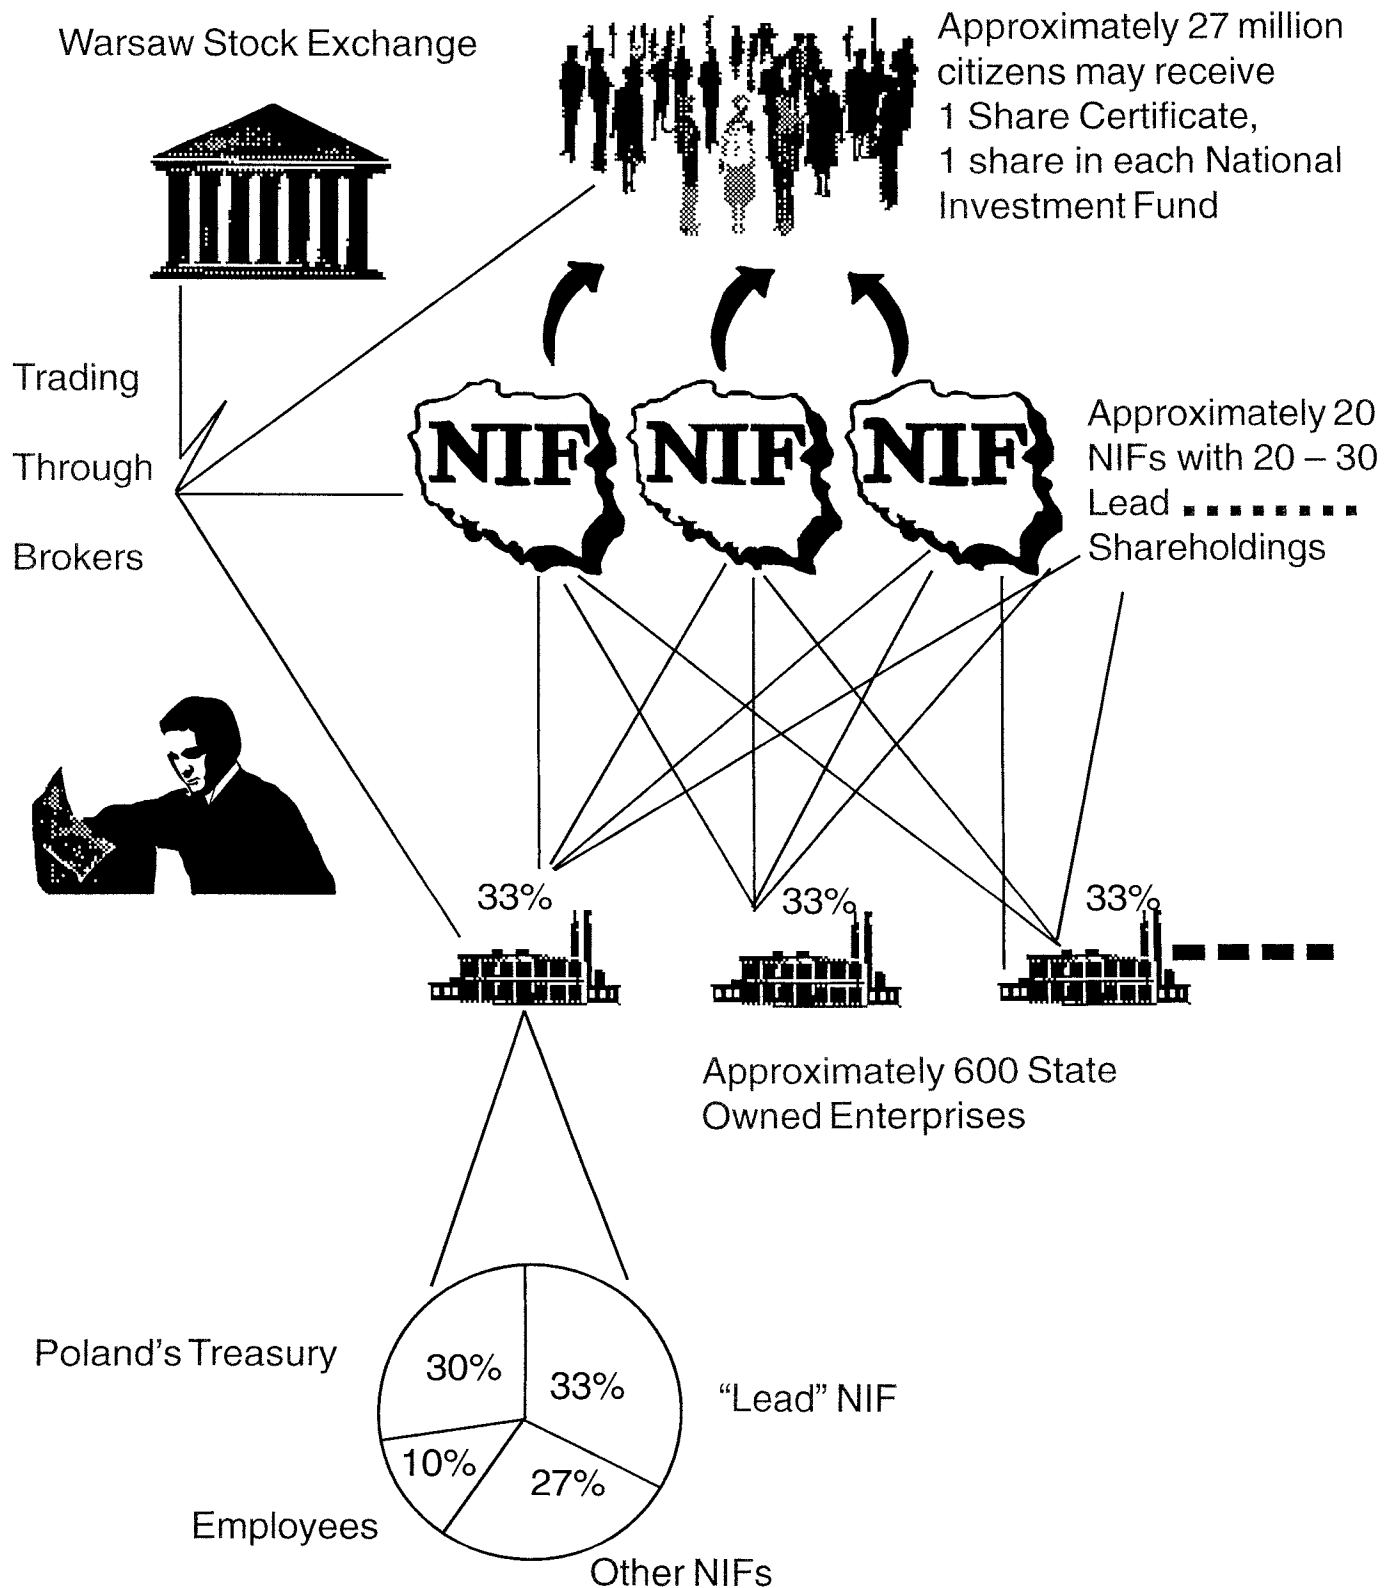 Warsaw Stock Exchange
Approximately 27 million
citizens may receive
1 Share Certificate,
1 share in each National
Investment Fund
Trading
Through
Brokers
NIF
NIF
NIF
Approximately 20
NIFs with 20 – 30
Lead
Shareholdings
33%
33%
33%
Approximately 600 State
Owned Enterprises
Poland's Treasury
30%
33%
"Lead" NIF
10%
27%
Employees
Other NIFs